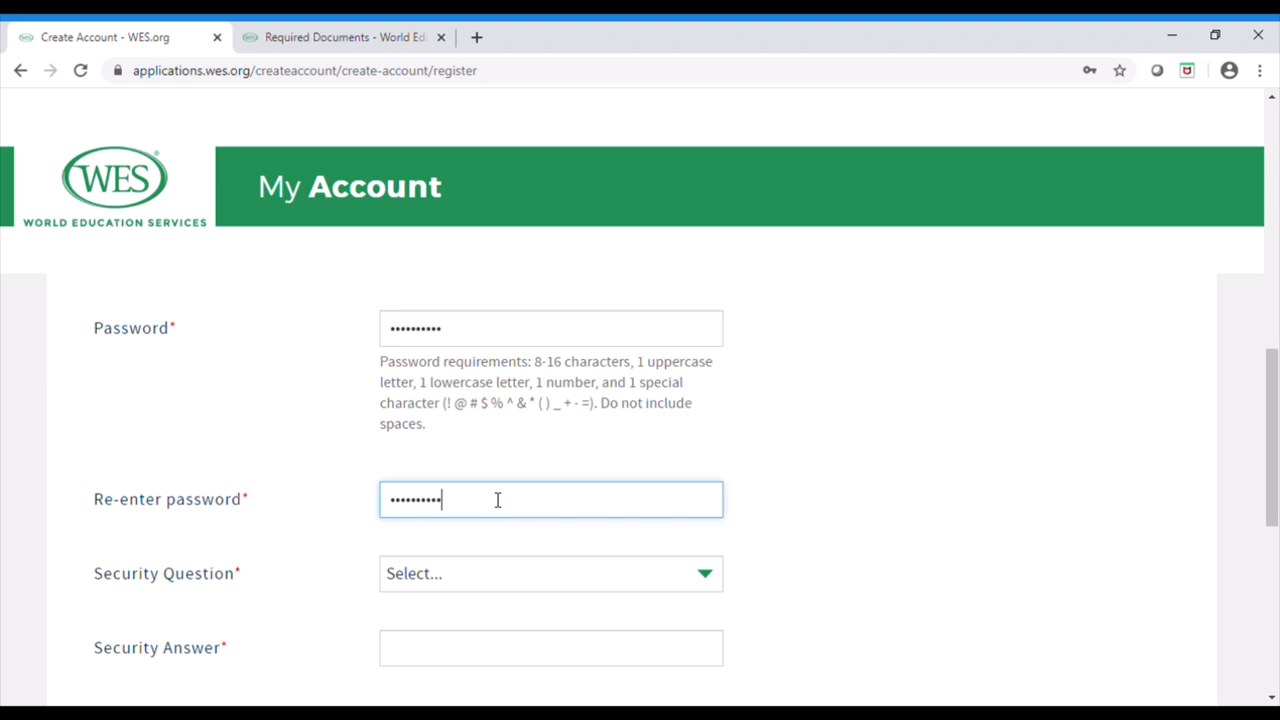 Create Account - WES.org
Required Documents - World Ed
applications.wes.org/createaccount/create-account/register
WES
®
WORLD EDUCATION SERVICES
My Account
Password*
••••••••••
Password requirements: 8-16 characters, 1 uppercase
letter, 1 lowercase letter, 1 number, and 1 special
character (! @ # $ % ^ & * ( ) _ + - =). Do not include
spaces.
Re-enter password*
••••••••••
Security Question*
Select...
Security Answer*